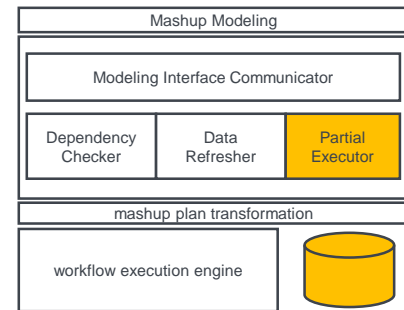 Mashup Modeling
Modeling Interface Communicator
Dependency
Checker
Data
Refresher
Partial
Executor
mashup plan transformation
workflow execution engine